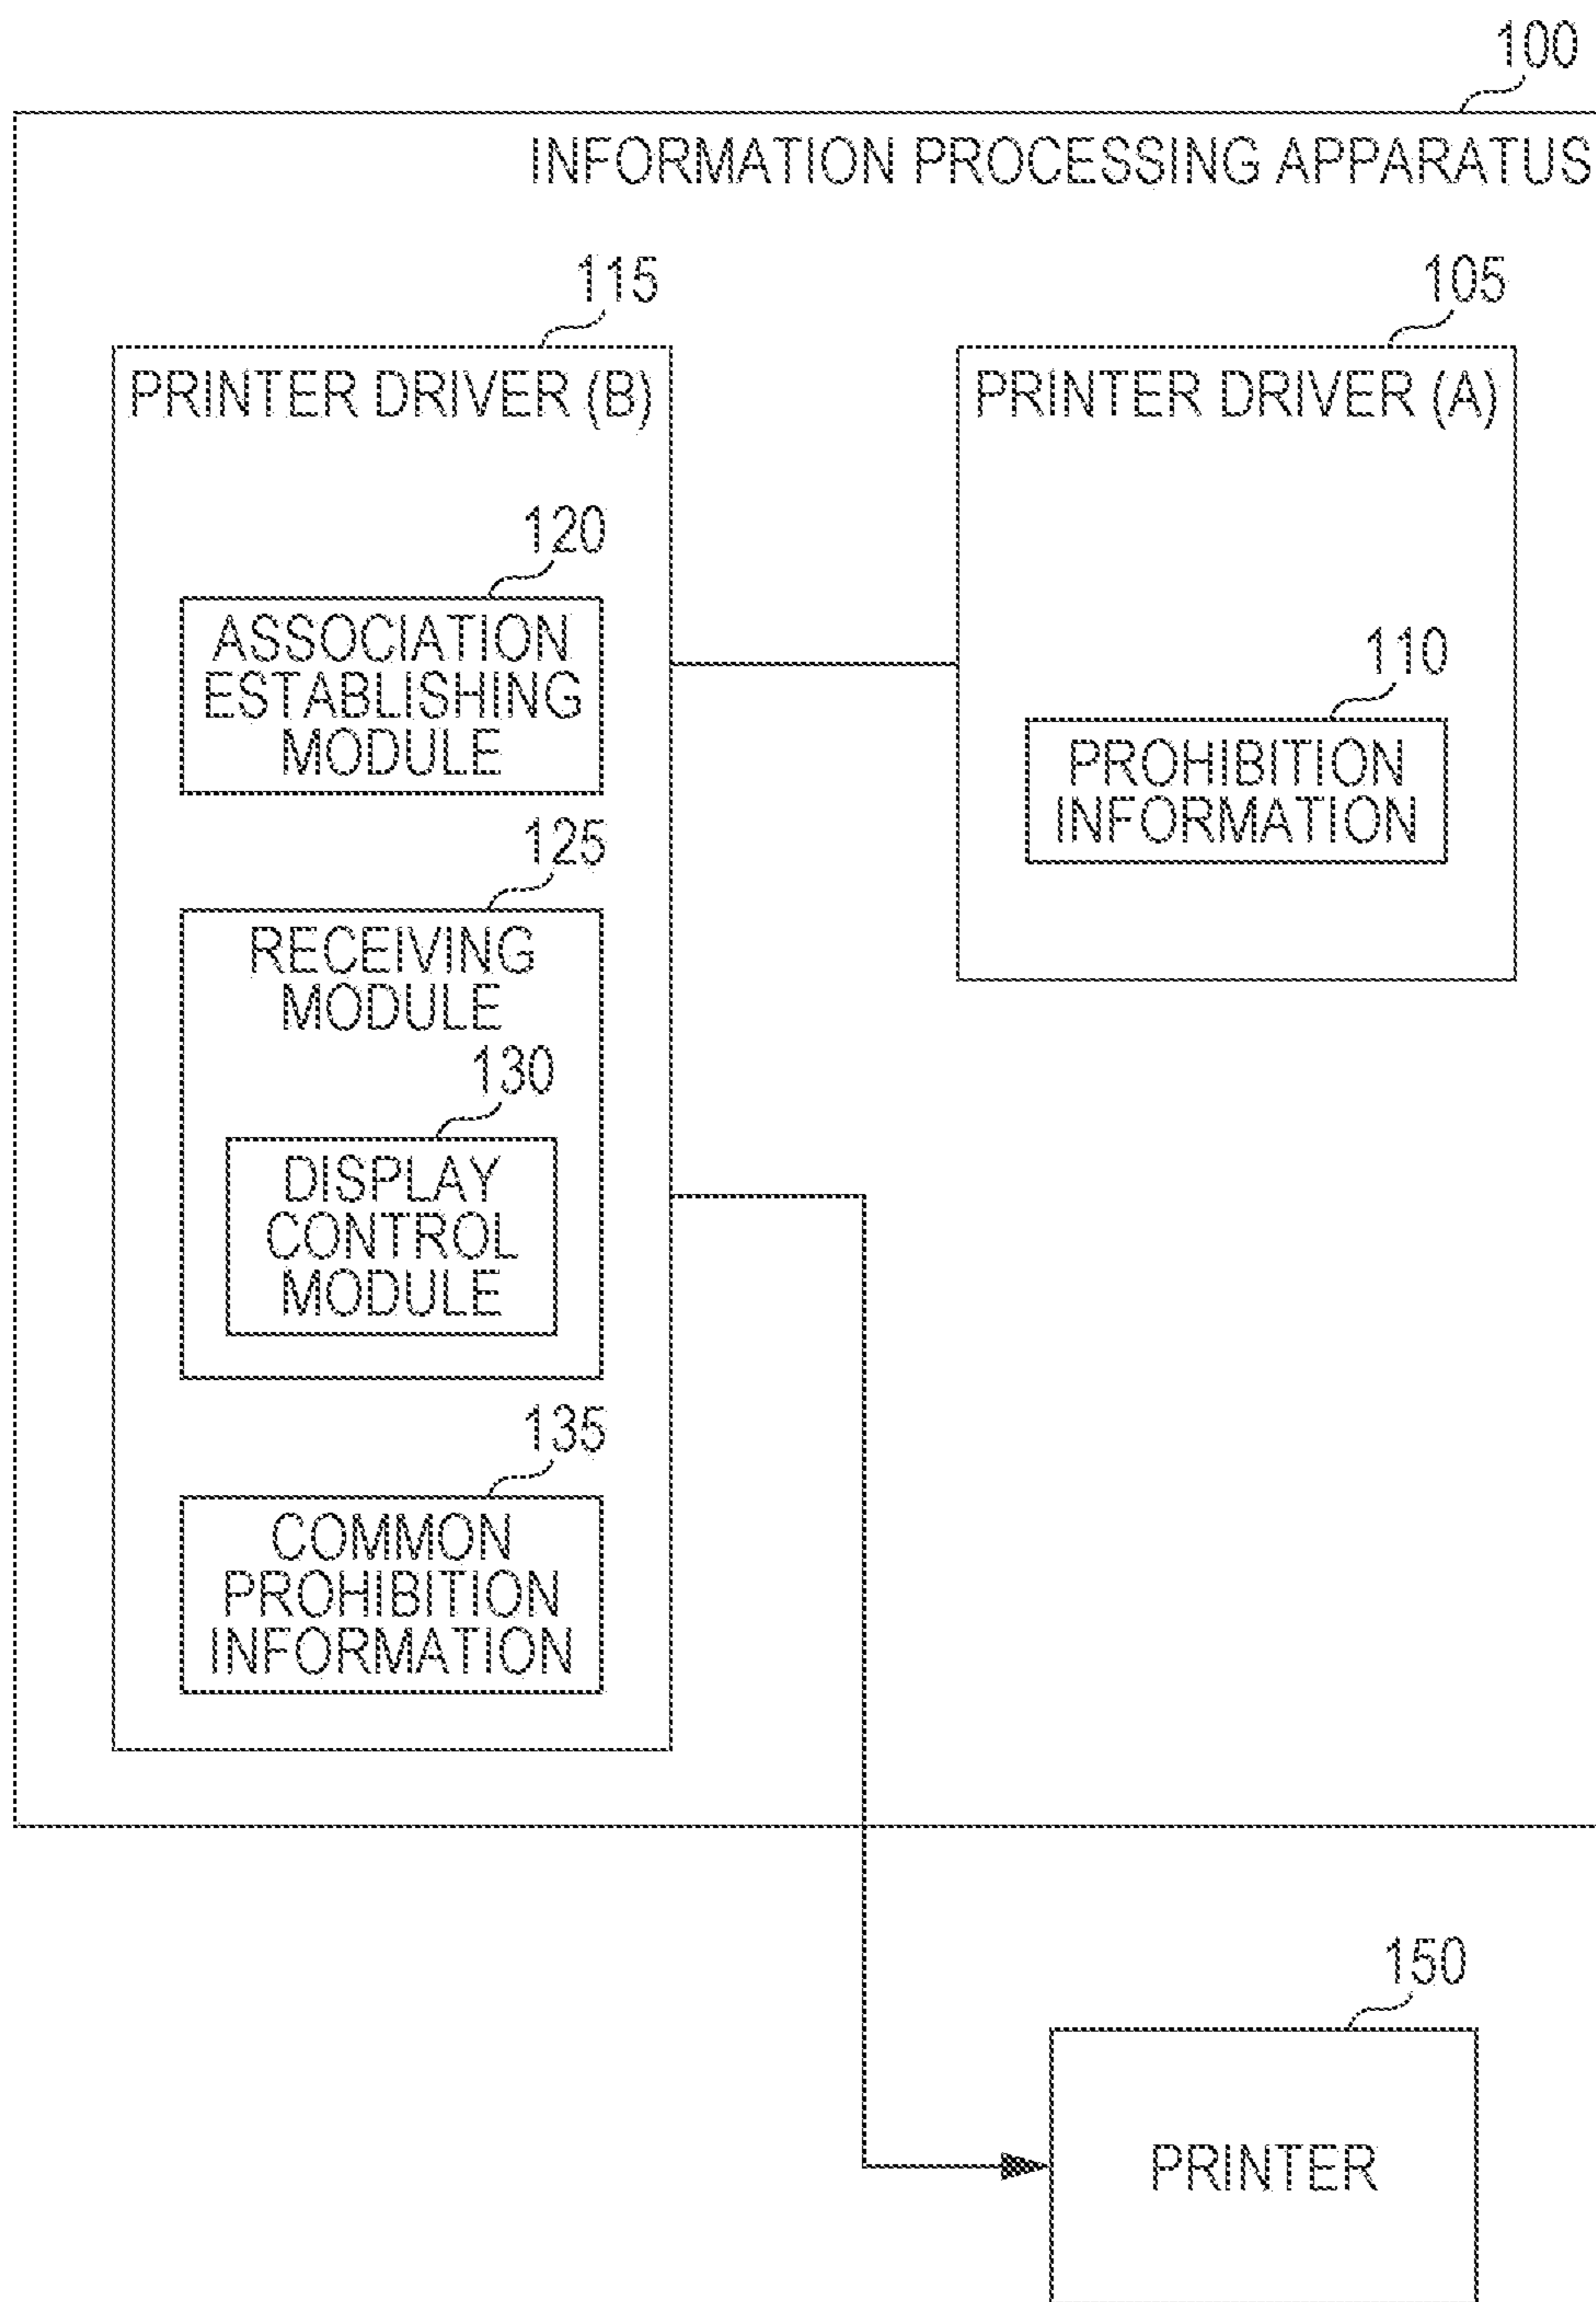 100
INFORMATION PROCESSING APPARATUS
115
PRINTER DRIVER (B)
120
ASSOCIATION
ESTABLISHING
MODULE
125
RECEIVING
MODULE
130
DISPLAY
CONTROL
MODULE
135
COMMON
PROHIBITION
INFORMATION
105
PRINTER DRIVER (A)
110
PROHIBITION
INFORMATION
150
PRINTER